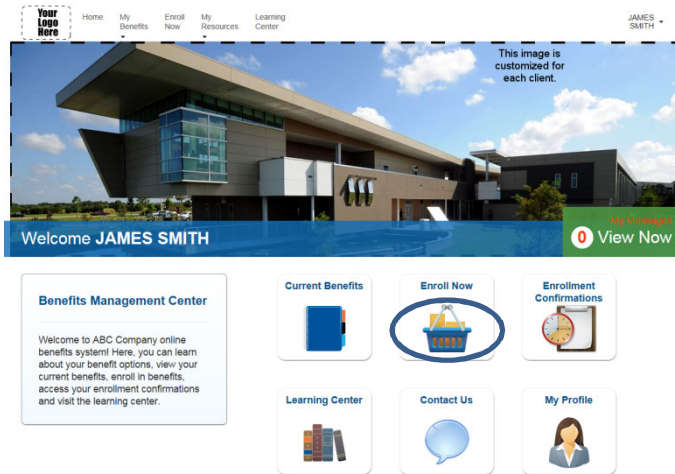 Your
Logo
Here
Home
My
Benefits
Enroll
Now
My
Resources
Learning
Center
JAMES
SMITH
This image is
customized for
each client.
My Messages
Welcome JAMES SMITH
0 View Now
Benefits Management Center
Welcome to ABC Company online
benefits system! Here, you can learn
about your benefit options, view your
current benefits, enroll in benefits,
access your enrollment confirmations
and visit the learning center.
Current Benefits
Enroll Now
Enrollment
Confirmations
Learning Center
Contact Us
My Profile